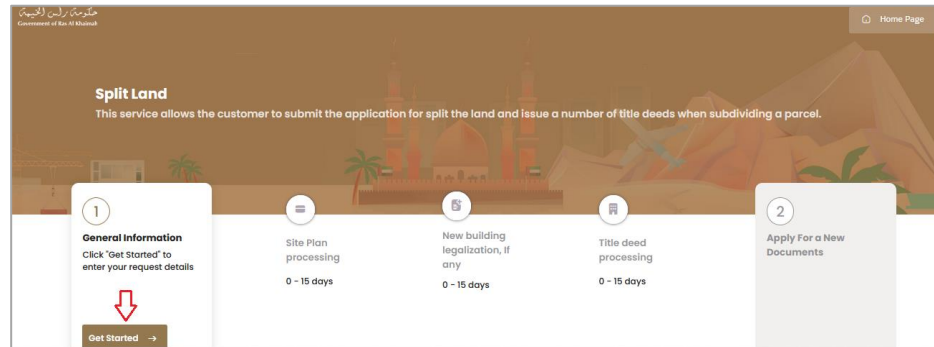 حكومة رأس الخيمة
Government of Ras Al Khaimah
Home Page
Split Land
This service allows the customer to submit the application for split the land and issue a number of title deeds when subdividing a parcel.
1
General Information
Click "Get Started" to
enter your request details
Get Started →
Site Plan
processing
0 - 15 days
New building
legalization, If
any
0 - 15 days
Title deed
processing
0 - 15 days
2
Apply For a New
Documents